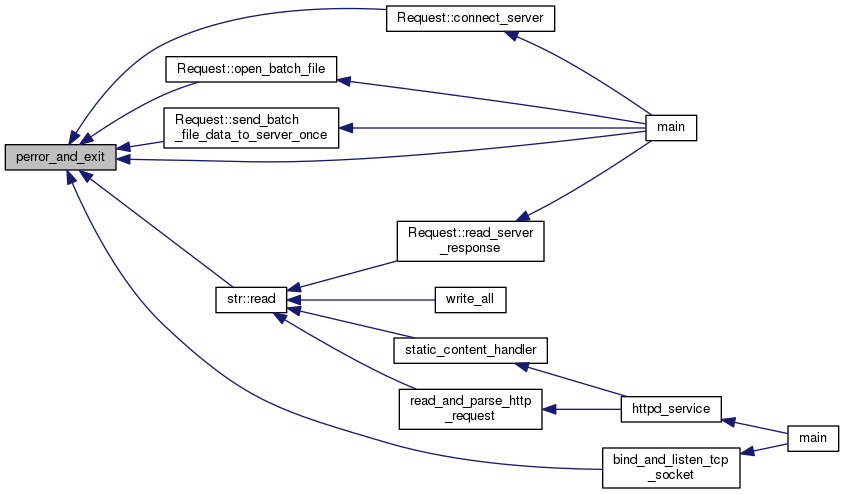 Request::connect_server
Request::open_batch_file
Request::send_batch
_file_data_to_server_once
main
perror_and_exit
Request::read_server
_response
str::read
write_all
static_content_handler
read_and_parse_http
_request
httpd_service
main
bind_and_listen_tcp
_socket